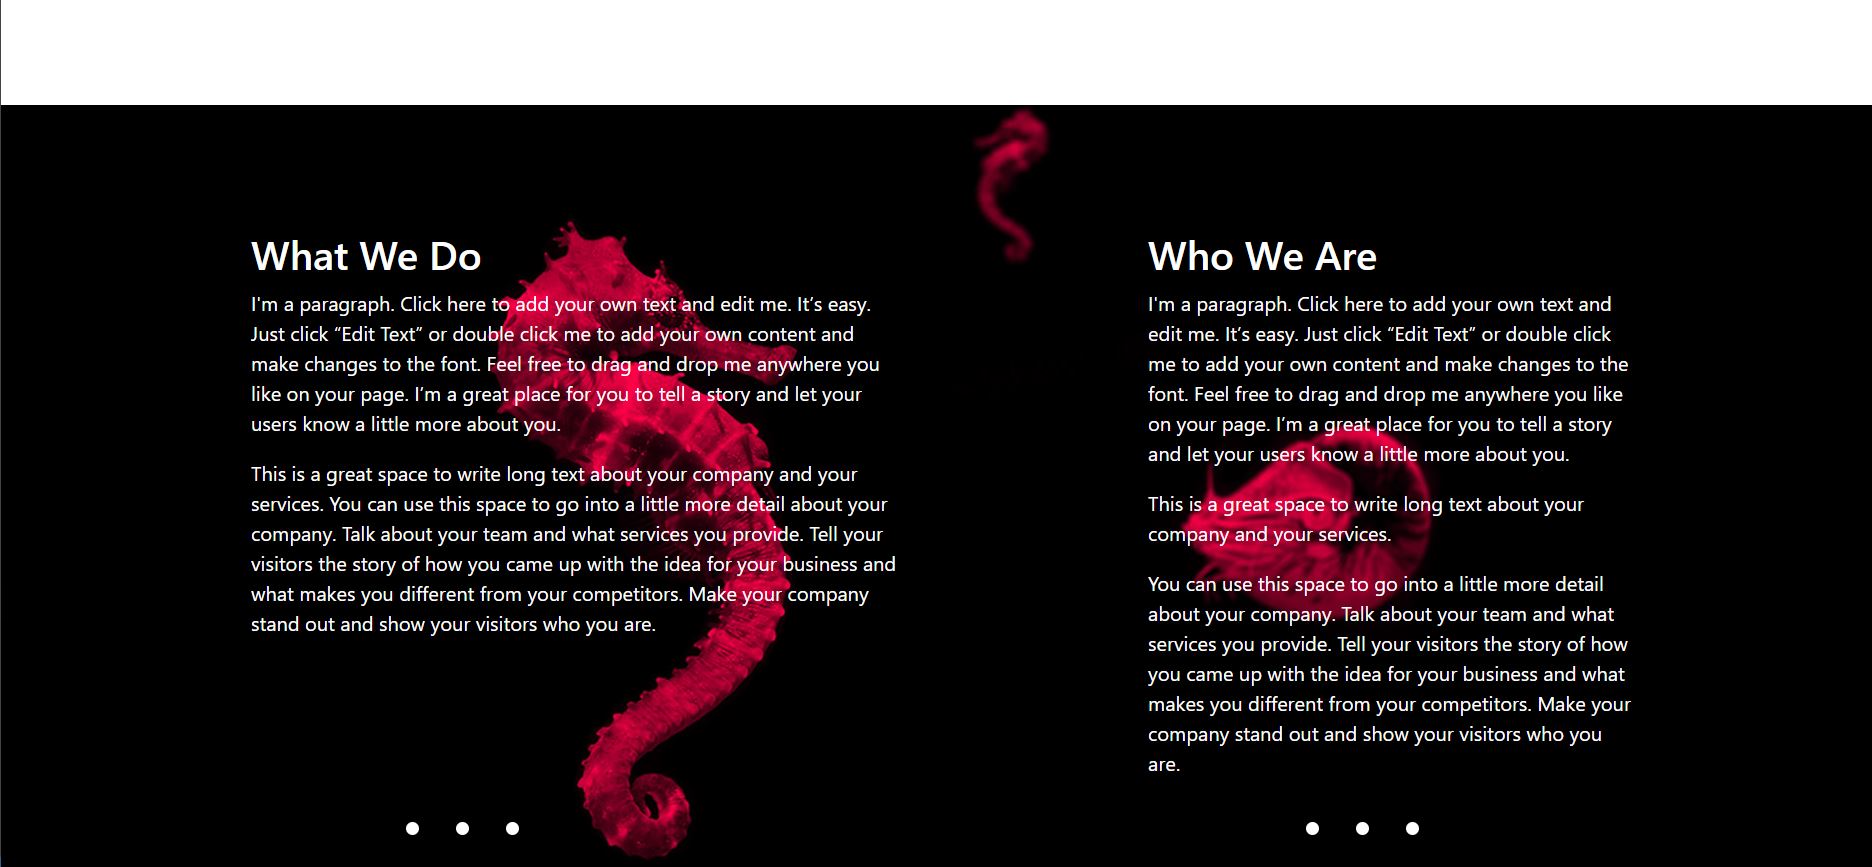 What We Do
I'm a paragraph. Click here to add your own text and edit me. It’s easy.
Just click “Edit Text” or double click me to add your own content and
make changes to the font. Feel free to drag and drop me anywhere you
like on your page. I’m a great place for you to tell a story and let your
users know a little more about you.
This is a great space to write long text about your company and your
services. You can use this space to go into a little more detail about your
company. Talk about your team and what services you provide. Tell your
visitors the story of how you came up with the idea for your business and
what makes you different from your competitors. Make your company
stand out and show your visitors who you are.
Who We Are
I'm a paragraph. Click here to add your own text and
edit me. It’s easy. Just click “Edit Text” or double click
me to add your own content and make changes to the
font. Feel free to drag and drop me anywhere you like
on your page. I’m a great place for you to tell a story
and let your users know a little more about you.
This is a great space to write long text about your
company and your services.
You can use this space to go into a little more detail
about your company. Talk about your team and what
services you provide. Tell your visitors the story of how
you came up with the idea for your business and what
makes you different from your competitors. Make your
company stand out and show your visitors who you
are.